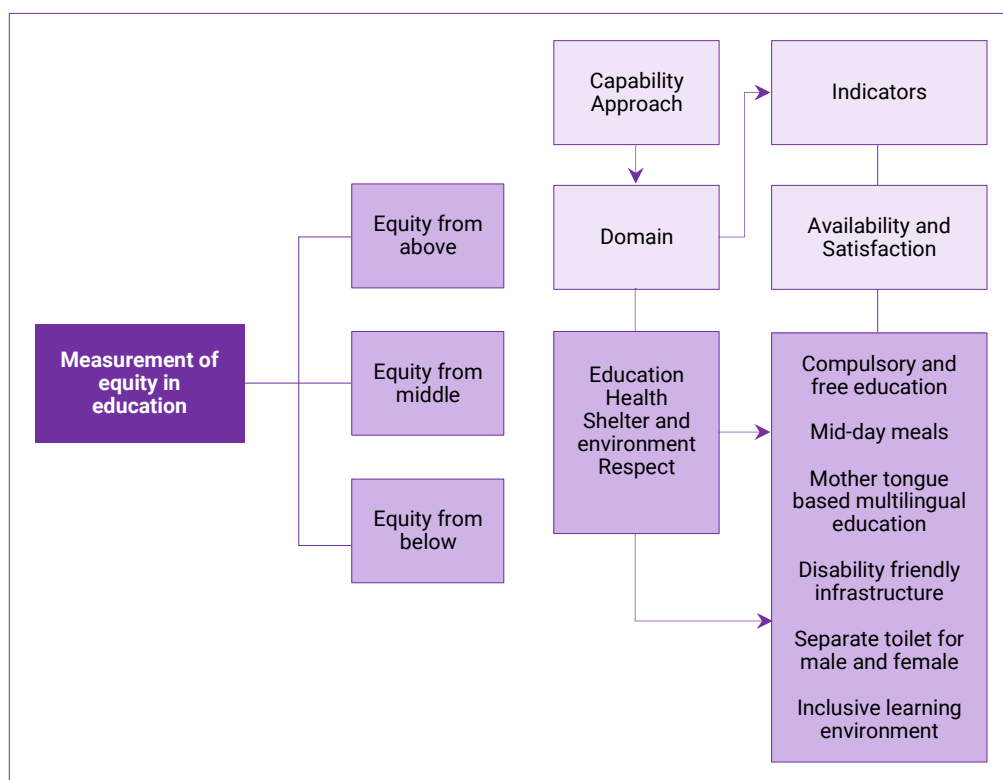 Measurement of
equity in
education
Equity from
above
Equity from
middle
Equity from
below
Capability
Approach
Domain
Education
Health
Shelter and
environment
Respect
Indicators
Availability and
Satisfaction
Compulsory and
free education
Mid-day meals
Mother tongue
based multilingual
education
Disability friendly
infrastructure
Separate toilet for
male and female
Inclusive learning
environment